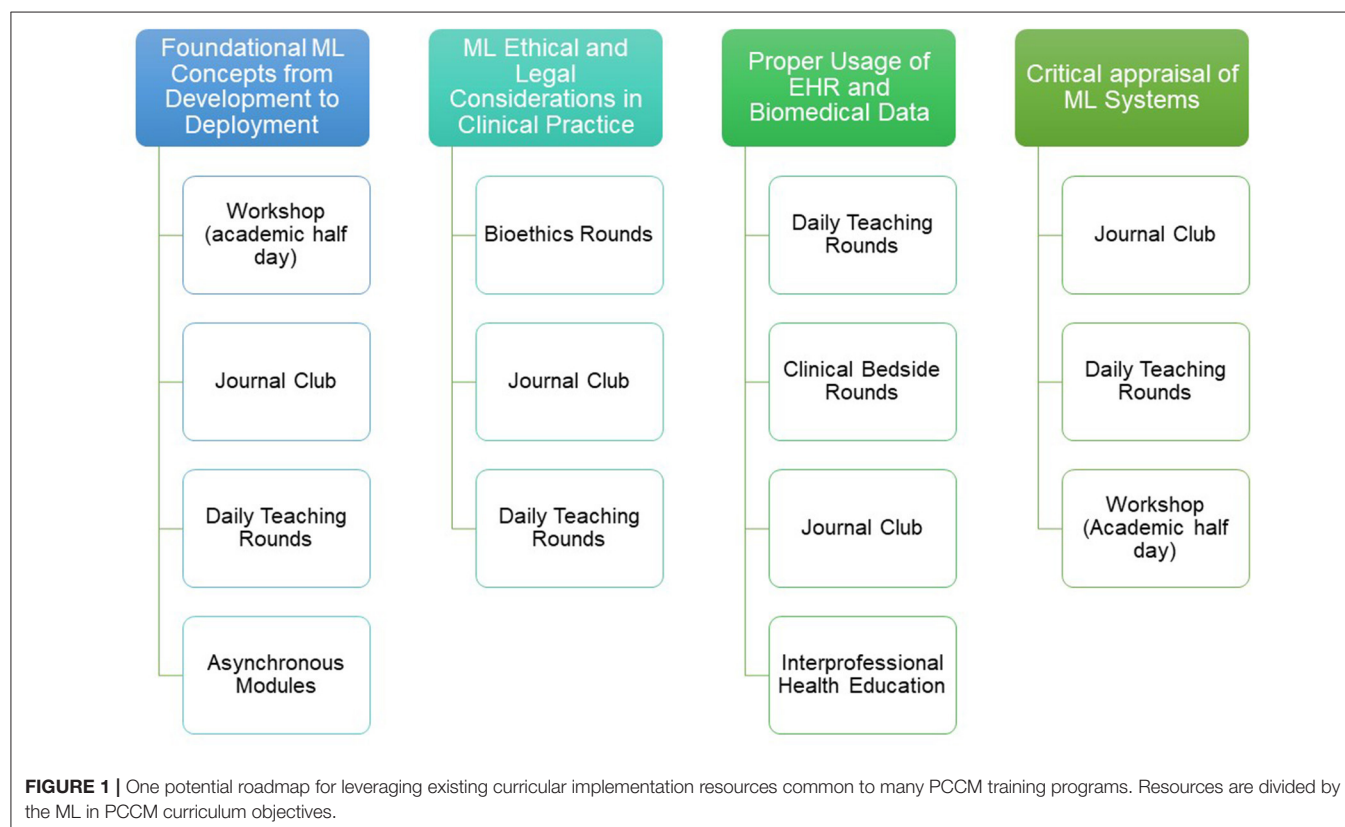 Foundational ML
Concepts from
Development to
Deployment
Workshop
(academic half
day)
Journal Club
Daily Teaching
Rounds
Asynchronous
Modules
ML Ethical and
Legal
Considerations in
Clinical Practice
Bioethics Rounds
Journal Club
Daily Teaching
Rounds
Proper Usage of
EHR and
Biomedical Data
Daily Teaching
Rounds
Clinical Bedside
Rounds
Journal Club
Interprofessional
Health Education
Critical appraisal of
ML Systems
Journal Club
Daily Teaching
Rounds
Workshop
(Academic half
day)
FIGURE 1 | One potential roadmap for leveraging existing curricular implementation resources common to many PCCM training programs. Resources are divided by
the ML in PCCM curriculum objectives.